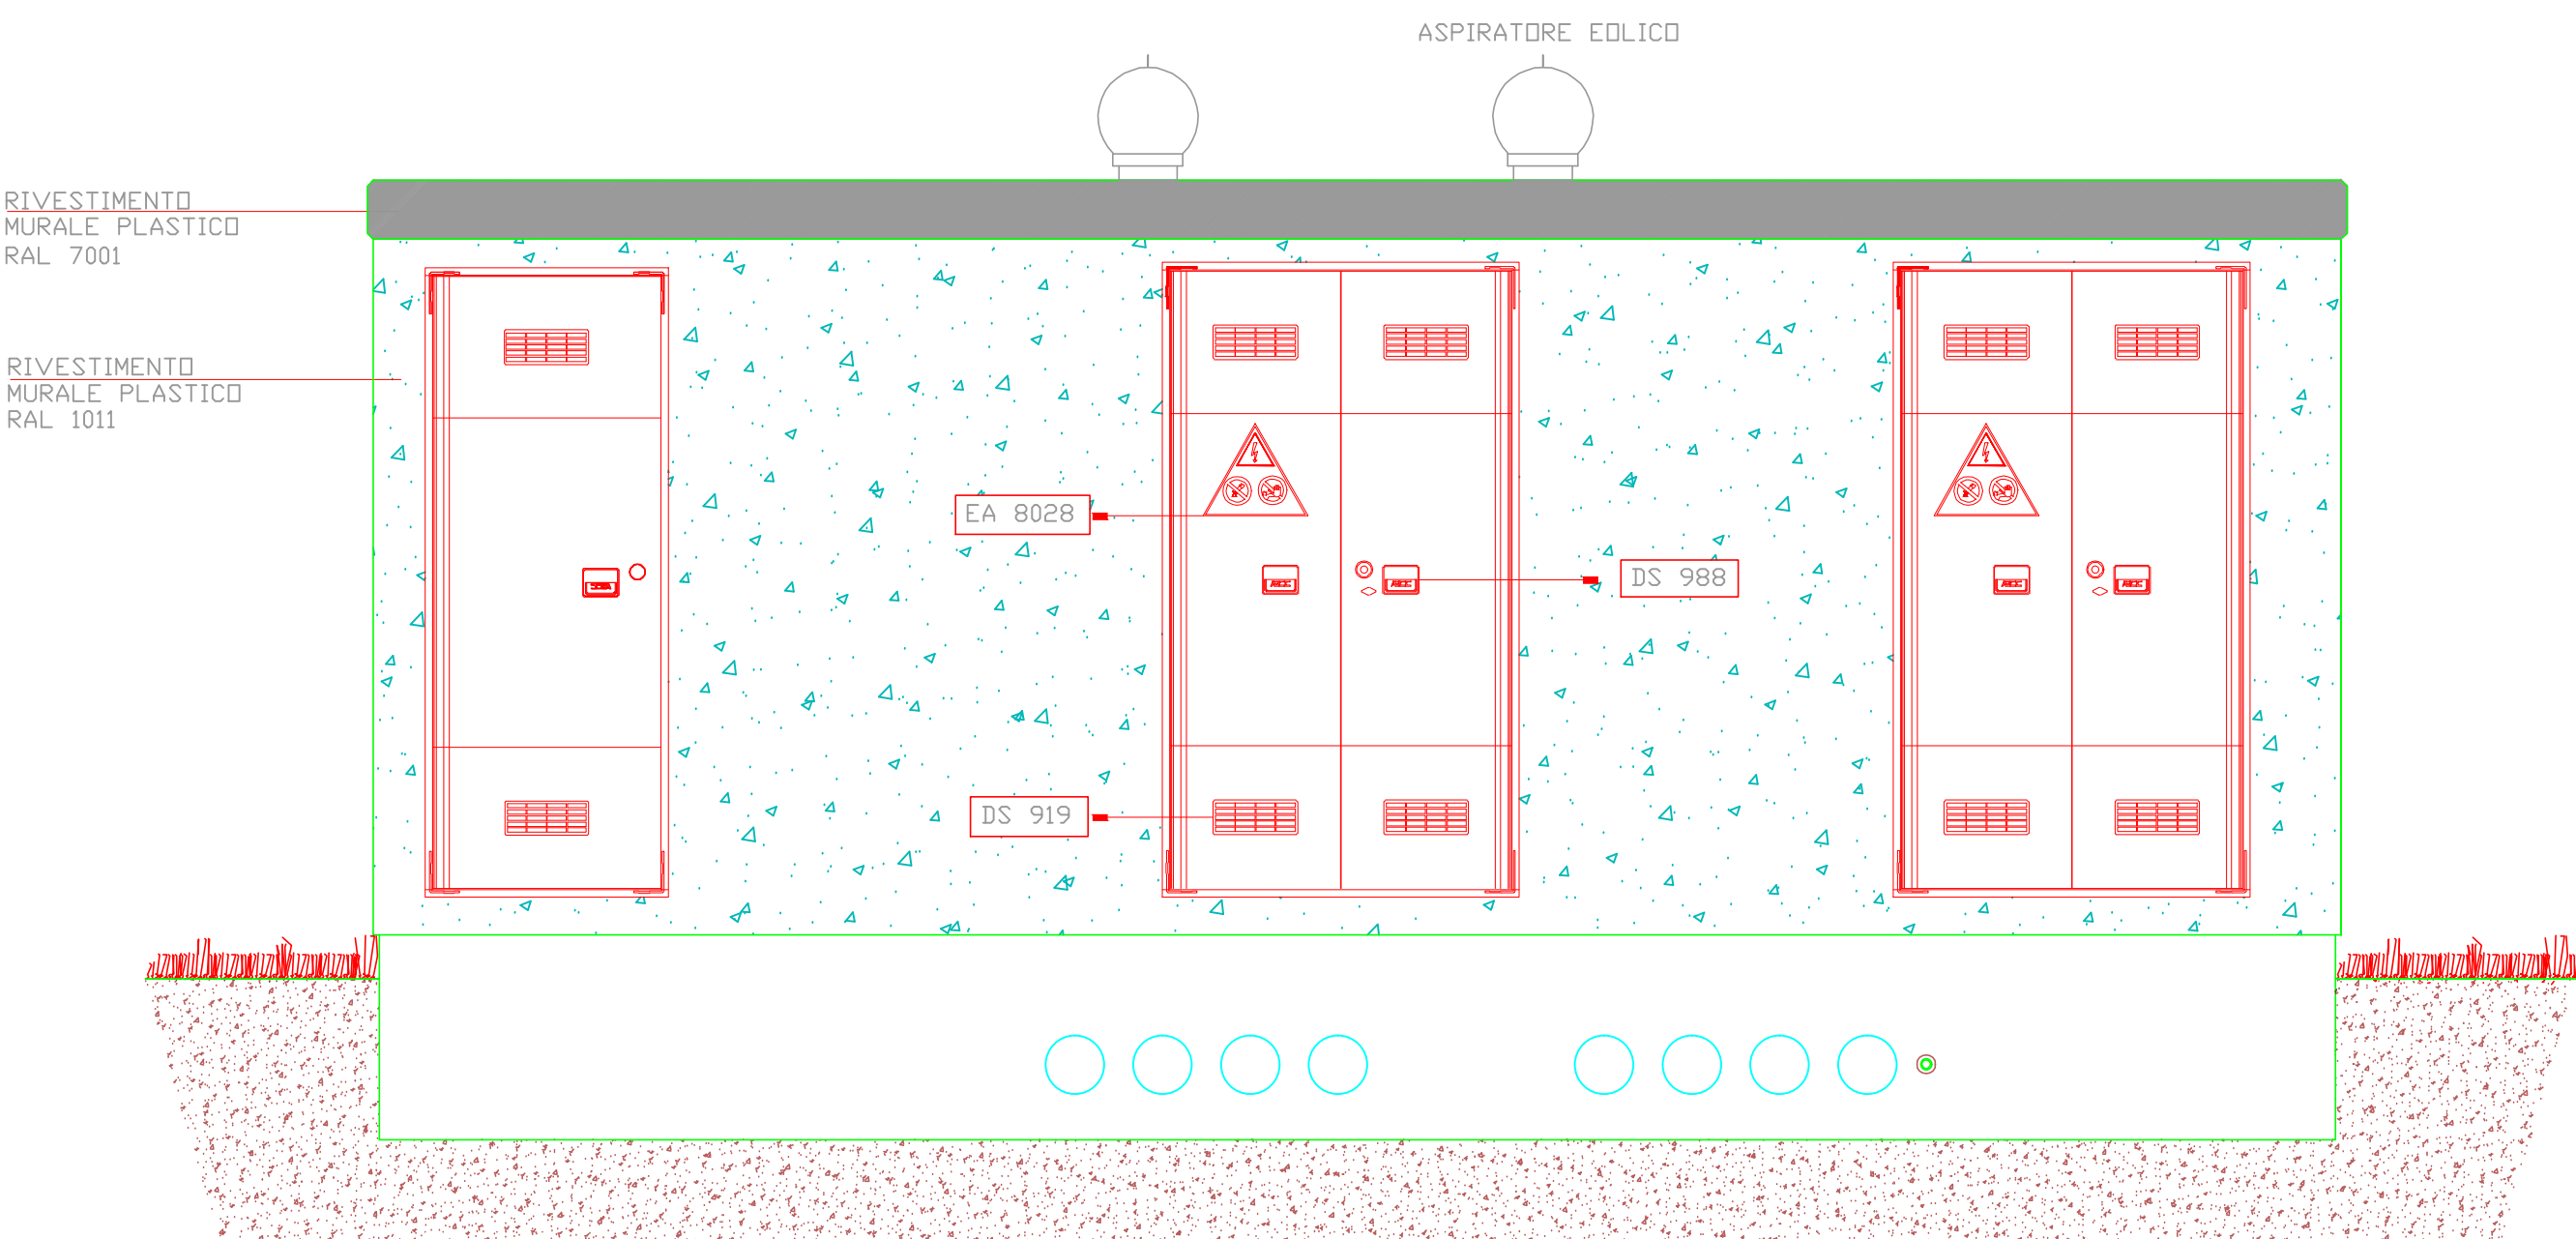 ASPIRATORE EOLICO
RIVESTIMENTO
MURALE PLASTICO
RAL 7001
RIVESTIMENTO
MURALE PLASTICO
RAL 1011
EA 8028
DS 988
DS 919